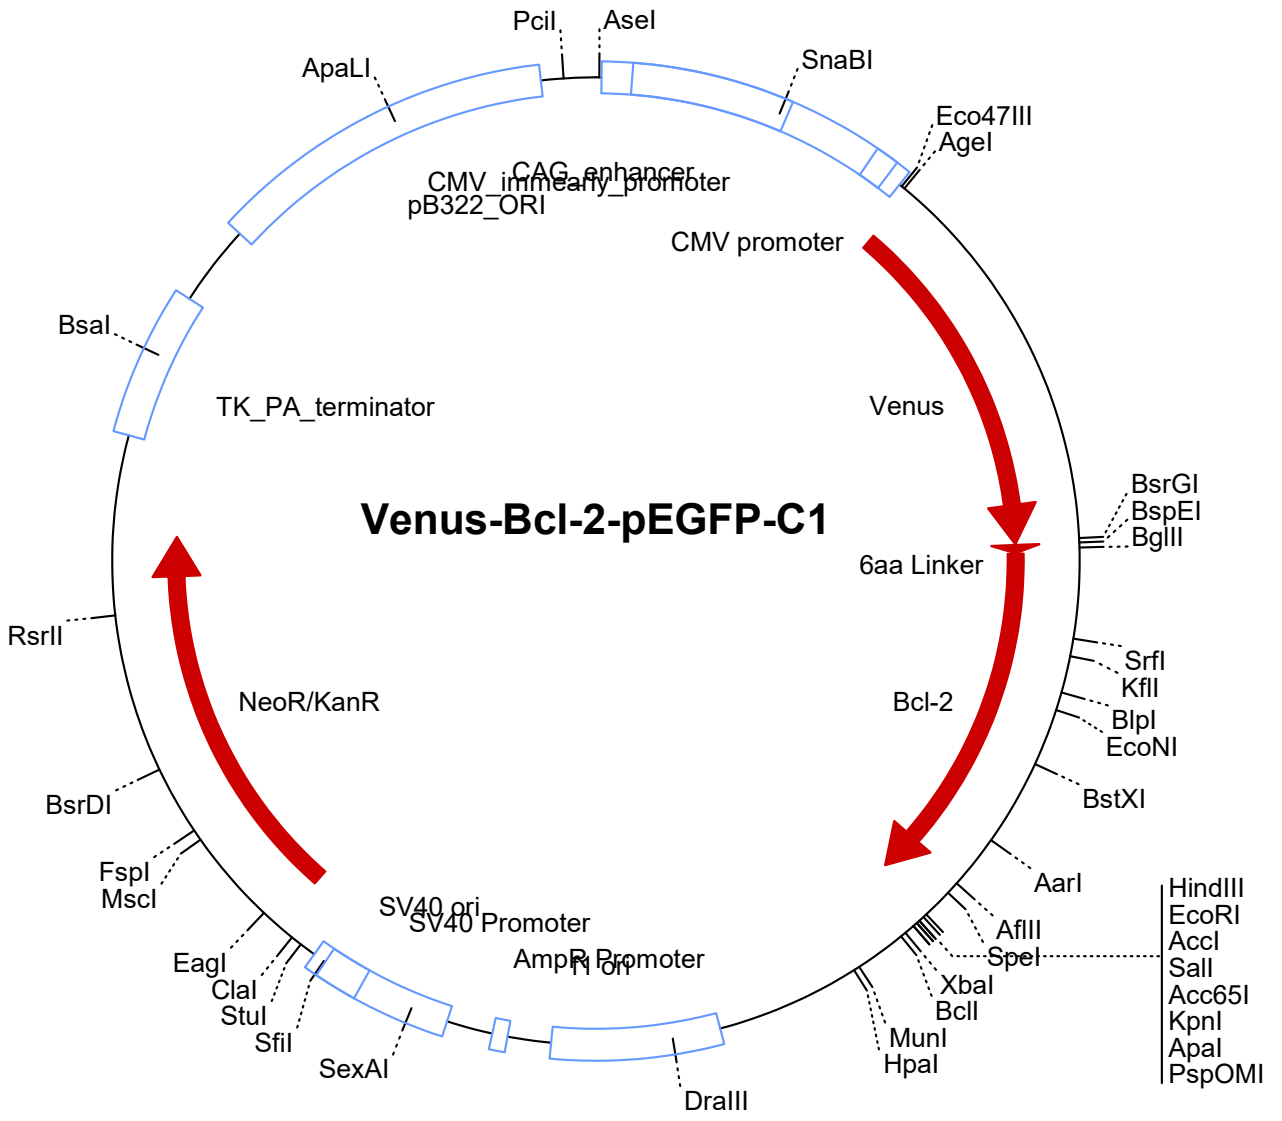 PciI
AseI
ApaLI
SnaBI
Eco47III
AgeI
CAG_enhancer
CMV_immearly_promoter
pB322_ORI
CMV promoter
BsaI
TK_PA_terminator
Venus
Venus-Bcl-2-pEGFP-C1
BsrGI
BspEI
BglII
6aa Linker
RsrII
SrfI
KflI
NeoR/KanR
Bcl-2
BlpI
EcoNI
BsrDI
BstXI
FspI
MscI
AarI
SV40 ori
SV40 Promoter
AmpR Promoter
f1 ori
AflII
SpeI
HindIII
EcoRI
AccI
SalI
Acc65I
KpnI
ApaI
PspOMI
EagI
ClaI
StuI
SfiI
SexAI
XbaI
BclI
MunI
HpaI
DraIII